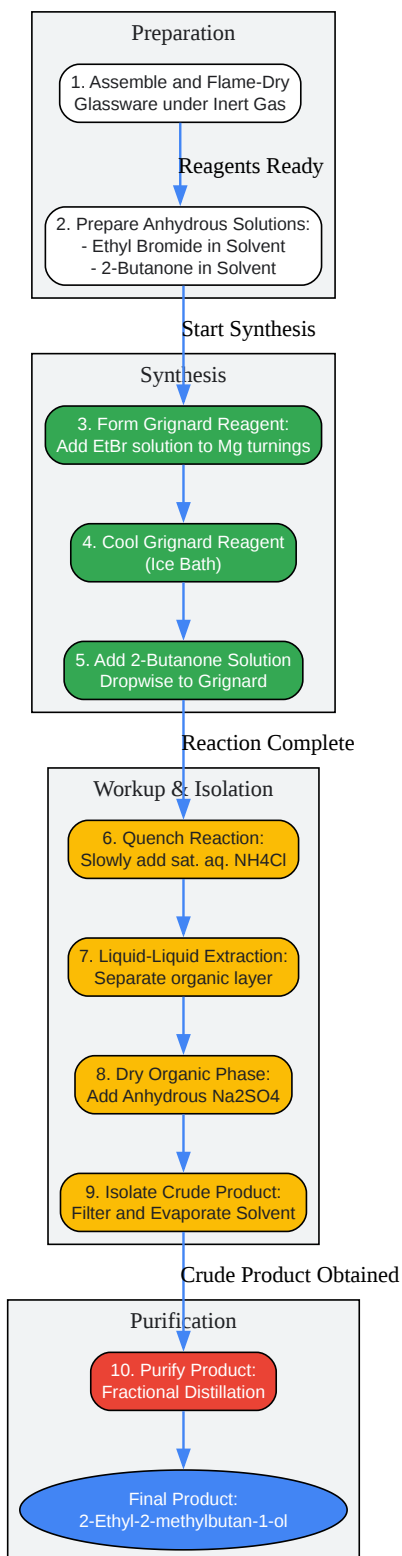 Preparation
1. Assemble and Flame-Dry
Glassware under Inert Gas
Reagents Ready
2. Prepare Anhydrous Solutions:
- Ethyl Bromide in Solvent
- 2-Butanone in Solvent
Start Synthesis
Synthesis
3. Form Grignard Reagent:
Add EtBr solution to Mg turnings
4. Cool Grignard Reagent
(Ice Bath)
5. Add 2-Butanone Solution
Dropwise to Grignard
Reaction Complete
Workup & Isolation
6. Quench Reaction:
Slowly add sat. aq. NH4Cl
7. Liquid-Liquid Extraction:
Separate organic layer
8. Dry Organic Phase:
Add Anhydrous Na2SO4
9. Isolate Crude Product:
Filter and Evaporate Solvent
Crude Product Obtained
Purification
10. Purify Product:
Fractional Distillation
Final Product:
2-Ethyl-2-methylbutan-1-ol